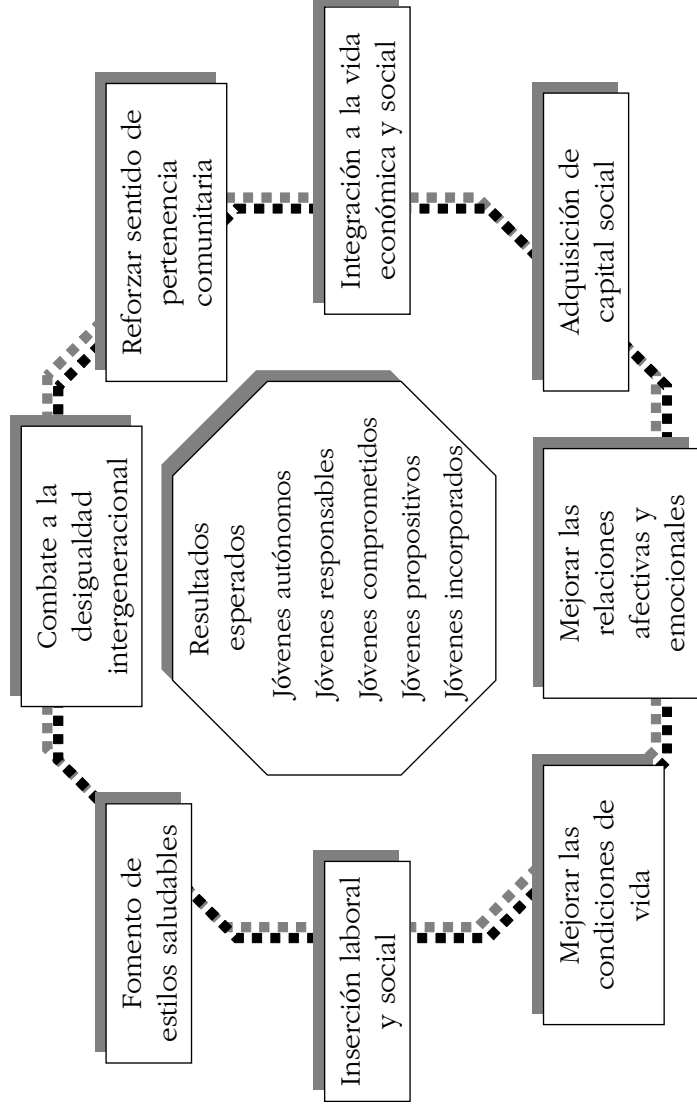 Combate a la
desigualdad
intergeneracional
Reforzar sentido de
pertenencia
comunitaria
Integración a la vida
económica y social
Adquisición de
capital social
Mejorar las
relaciones
afectivas y
emocionales
Mejorar las
condiciones de
vida
Inserción laboral
y social
Fomento de
estilos saludables
Resultados
esperados
Jóvenes autónomos
Jóvenes responsables
Jóvenes comprometidos
Jóvenes propositivos
Jóvenes incorporados